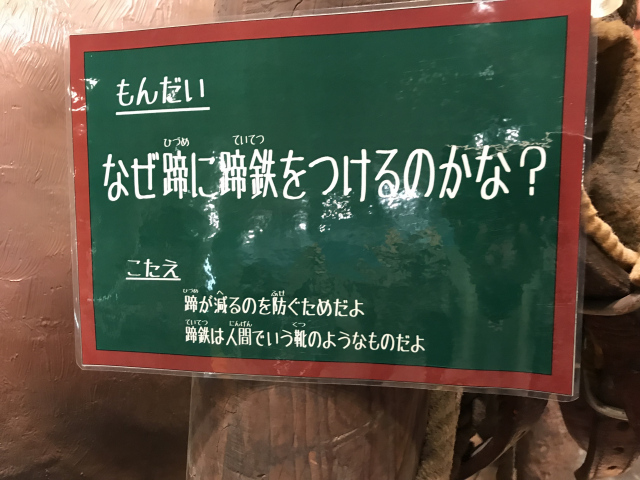 もんだい
ひづめ ていてつ
なぜ蹄に蹄鉄をつけるのかな？
こたえ
ひづめ へ ふせ
蹄が減るのを防ぐためだよ
ていてつ にんげん くつ
蹄鉄は人間でいう靴のようなものだよ